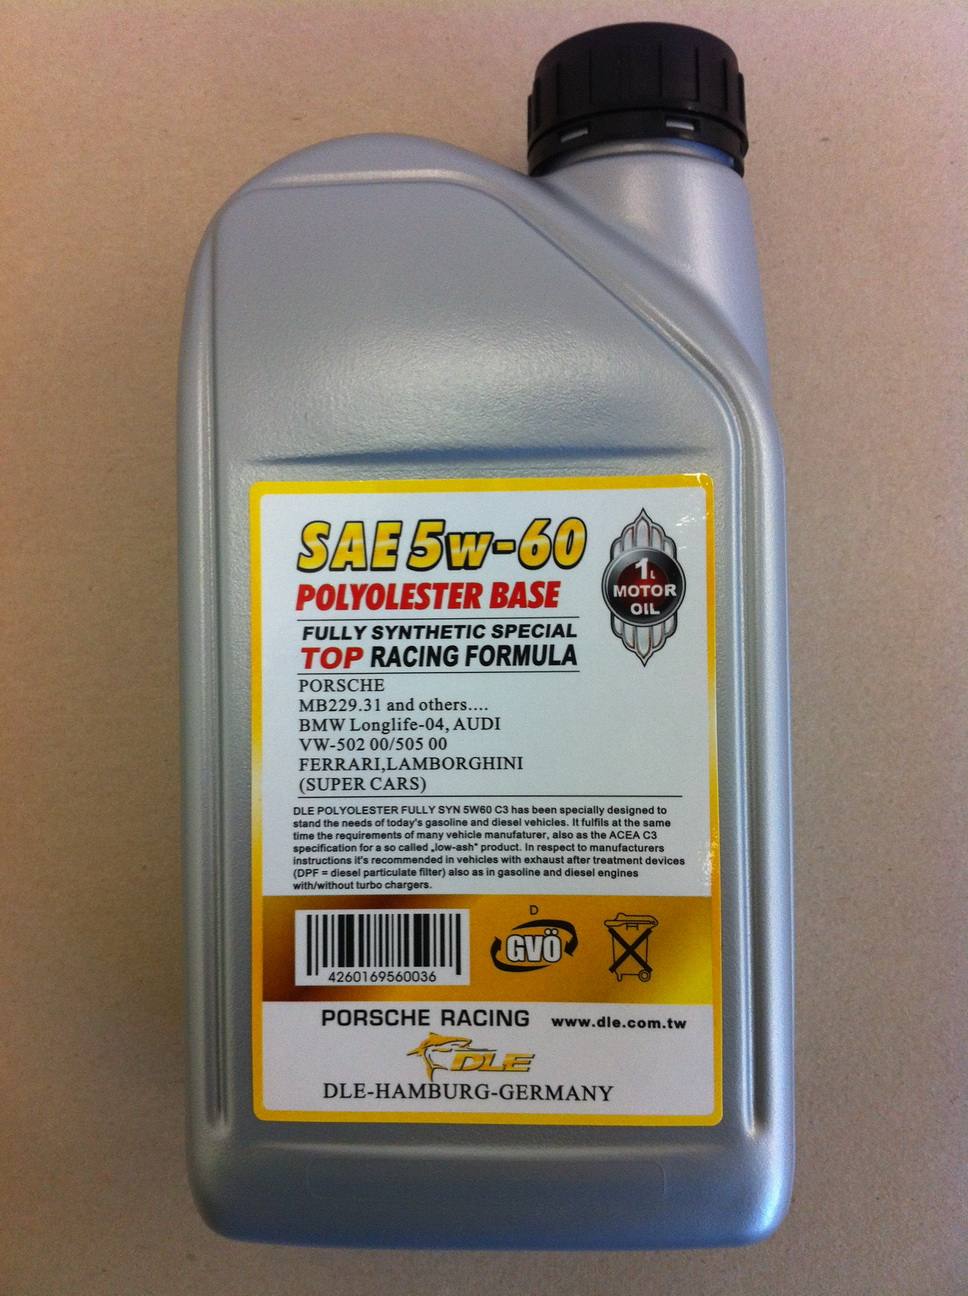 SAE 5w-60
POLYOLESTER BASE
FULLY SYNTHETIC SPECIAL
TOP RACING FORMULA
1L
MOTOR
OIL
PORSCHE
MB229.31 and others....
BMW Longlife-04, AUDI
VW-502 00/505 00
FERRARI,LAMBORGHINI
(SUPER CARS)
DLE POLYOLESTER FULLY SYN 5W60 C3 has been specially designed to
stand the needs of today's gasoline and diesel vehicles. It fulfils at the same
time the requirements of many vehicle manufaturer, also as the ACEA C3
specification for a so called „low-ash“ product. In respect to manufacturers
instructions it's recommended in vehicles with exhaust after treatment devices
(DPF = diesel particulate filter) also as in gasoline and diesel engines
with/without turbo chargers.
4260169560036
D
GVÖ
PORSCHE RACING www.dle.com.tw
DLE
DLE-HAMBURG-GERMANY